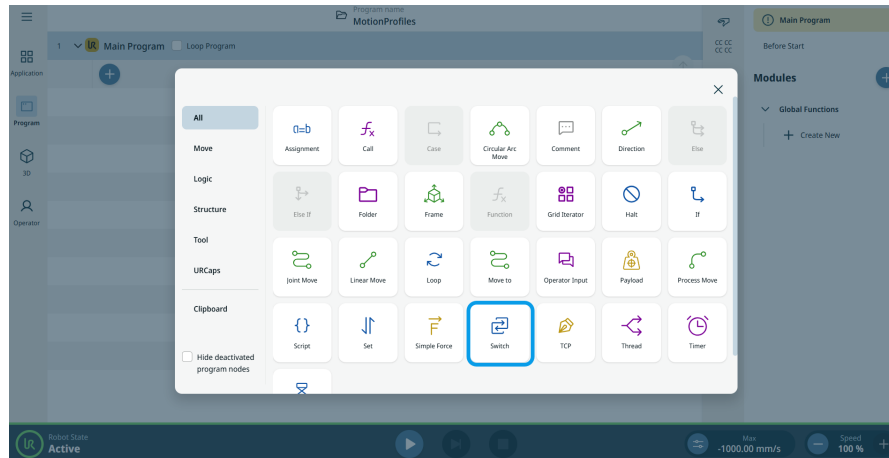 Program name
MotionProfiles
1 Main Program Loop Program
Application
Program
3D
Operator
All
Move
Logic
Structure
Tool
URCaps
Clipboard
Hide deactivated
program nodes
a=b
Assignment
Call
Case
Circular Arc
Move
Comment
Direction
Else
Else If
Folder
Frame
Function
Grid Iterator
Halt
If
Joint Move
Linear Move
Loop
Move to
Operator Input
Payload
Process Move
Script
Set
Simple Force
Switch
TCP
Thread
Timer
Main Program
Before Start
Modules
Global Functions
Create New
Robot State
Active
Max
-1000.00 mm/s
Speed
100 %